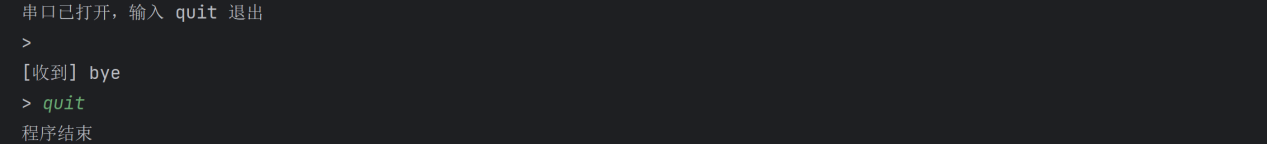 串口已打开，输入 quit 退出
>
[收到] bye
> quit
程序结束